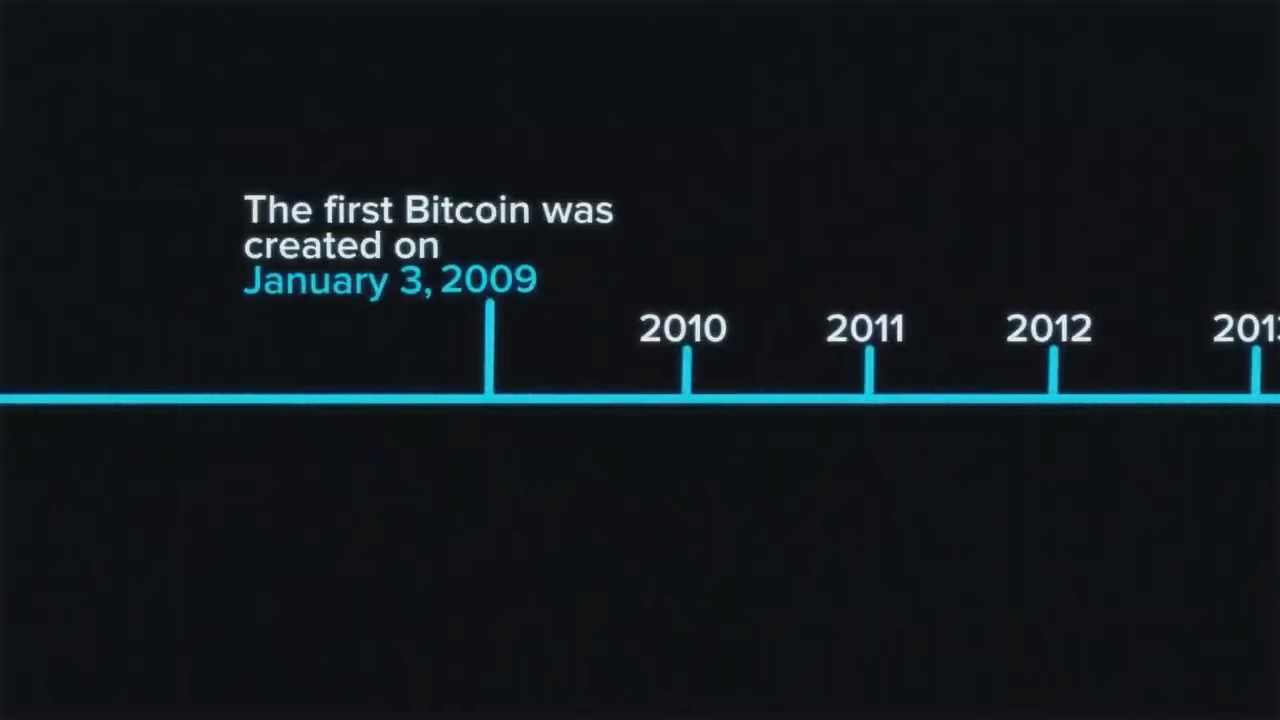 The first Bitcoin was
created on
January 3, 2009
2010 2011 2012